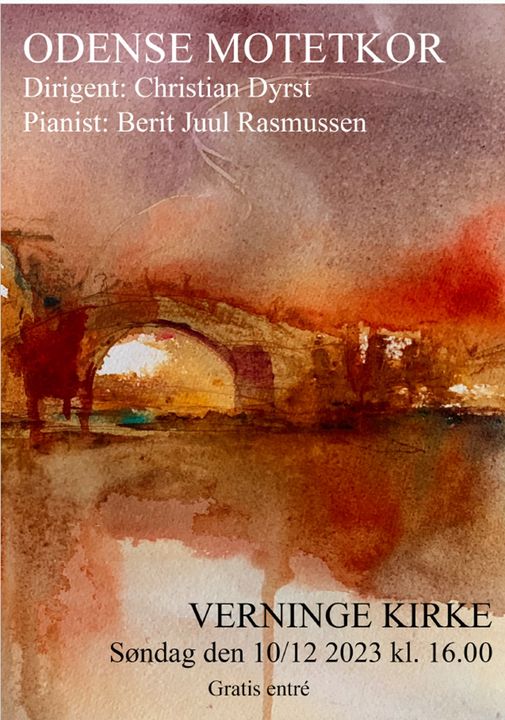 ODENSE MOTETKOR
Dirigent: Christian Dyrst
Pianist: Berit Juul Rasmussen
VERNINGE KIRKE
Søndag den 10/12 2023 kl. 16.00
Gratis entré